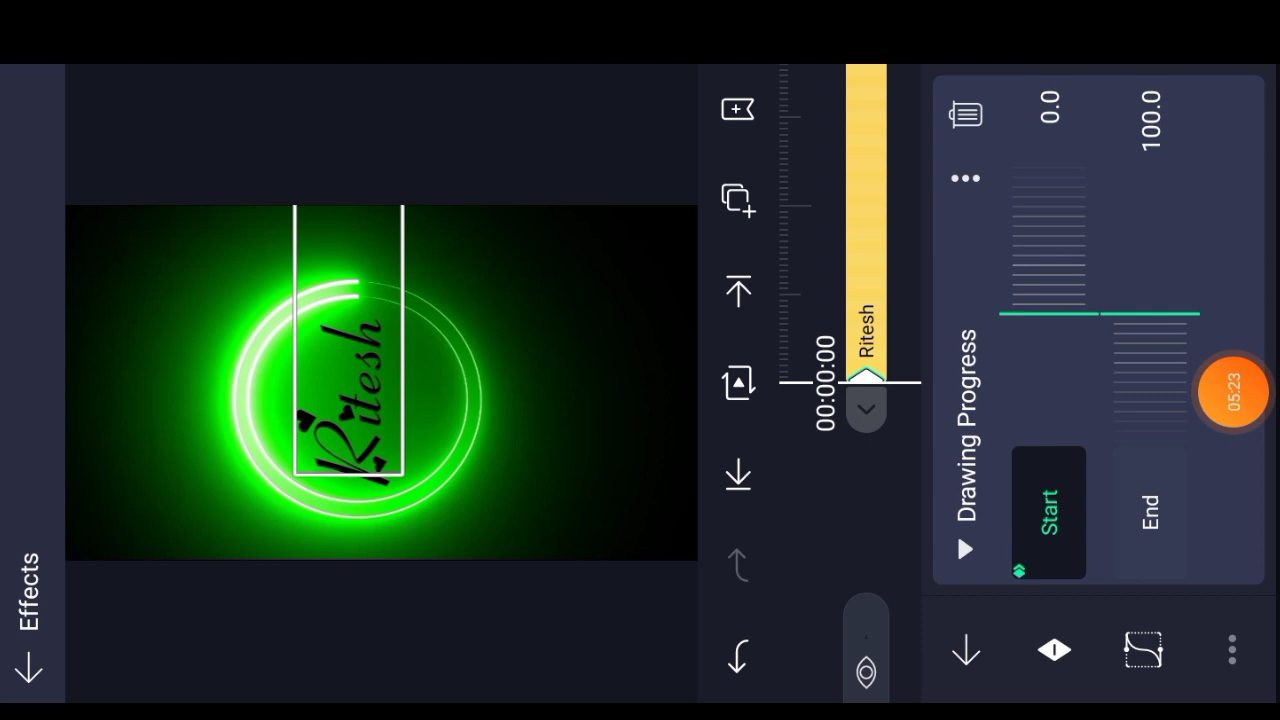 Effects
Ritesh
00:00:00
Ritesh
Drawing Progress
Start
0.0
End
100.0
05:23